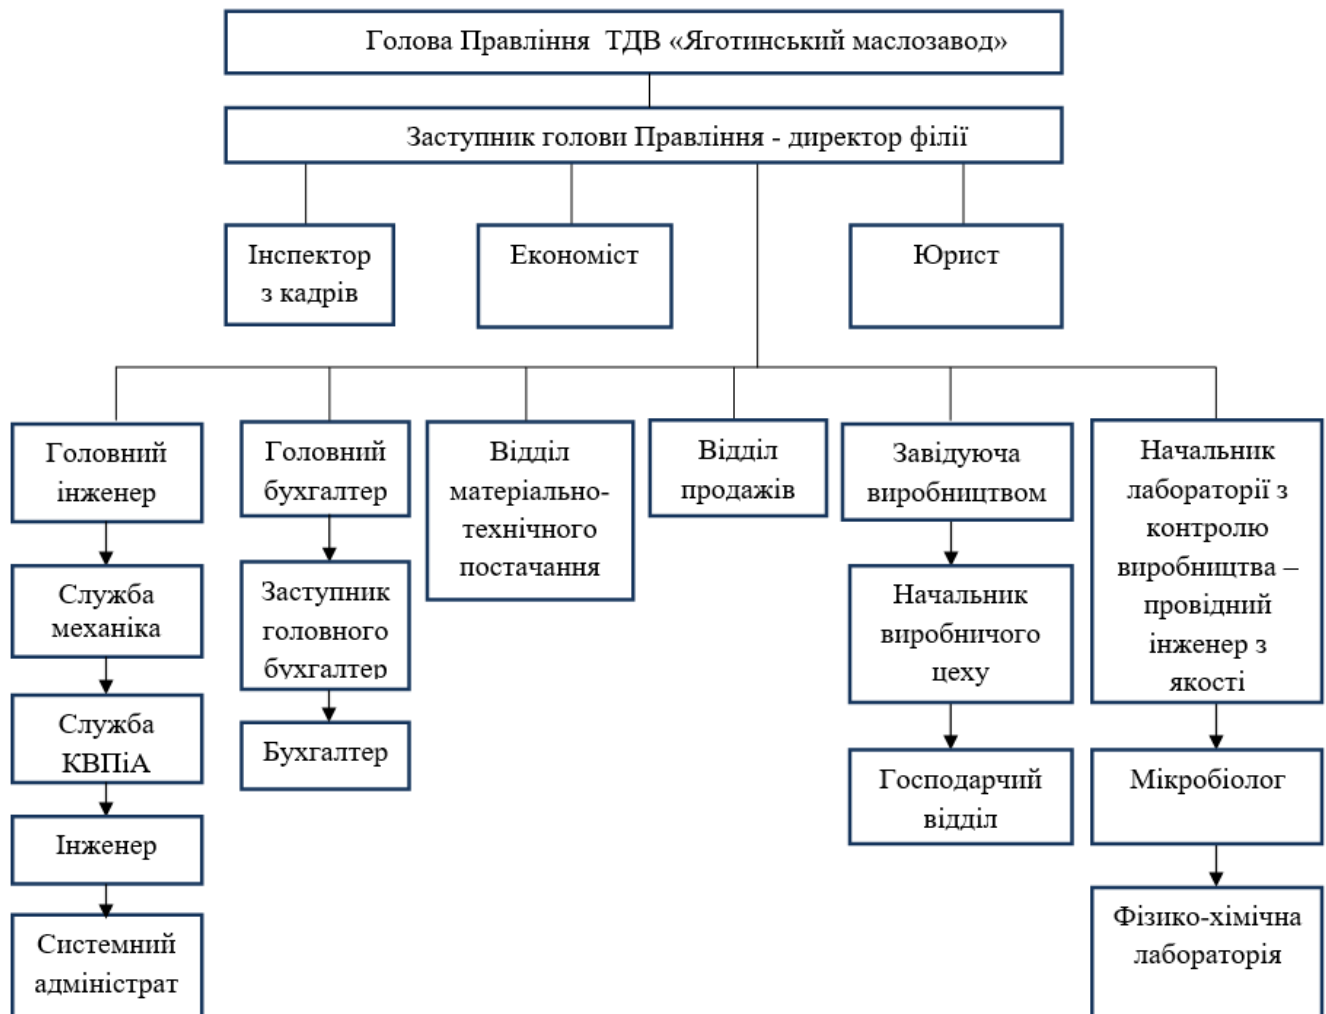 Голова Правління ТДВ «Яготинський маслозавод»
Заступник голови Правління - директор філії
Інспектор
з кадрів
Економіст
Юрист
Головний
інженер
Служба
механіка
Служба
КВПіА
Інженер
Системний
адміністрат
Головний
бухгалтер
Заступник
головного
бухгалтер
Бухгалтер
Відділ
матеріально-
технічного
постачання
Відділ
продажів
Завідуюча
виробництвом
Начальник
виробничого
цеху
Господарчий
відділ
Начальник
лабораторії з
контролю
виробництва –
провідний
інженер з
якості
Мікробіолог
Фізико-хімічна
лабораторія